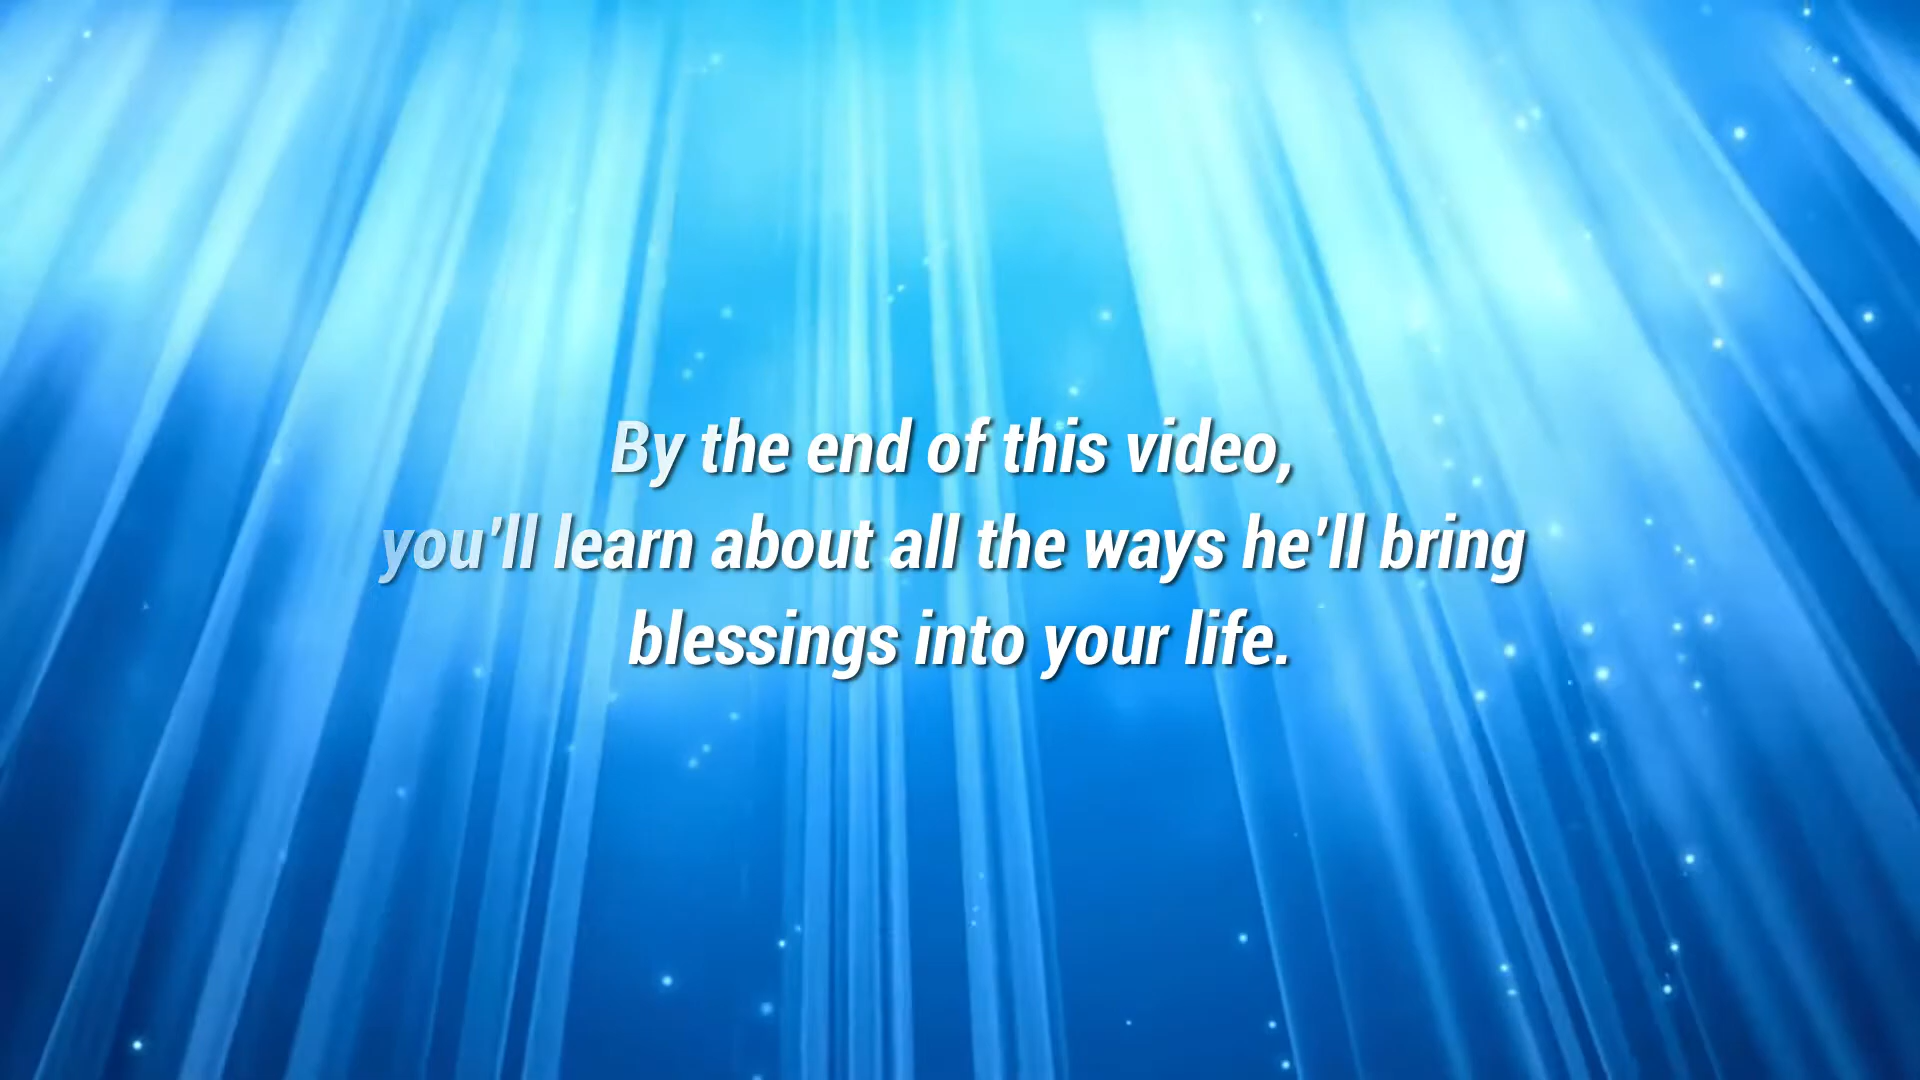 By the end of this video,
you'll learn about all the ways he'll bring
blessings into your life.